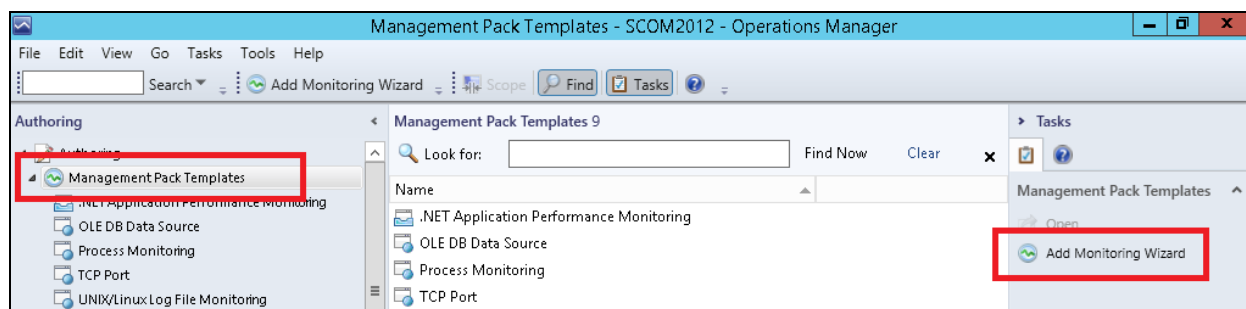 Management Pack Templates - SCOM2012 - Operations Manager
File Edit View Go Tasks Tools Help
Search Add Monitoring Wizard Scope Find Tasks
Authoring
Authoring
Management Pack Templates
.NET Application Performance Monitoring
OLE DB Data Source
Process Monitoring
TCP Port
UNIX/Linux Log File Monitoring
Management Pack Templates 9
Look for: Find Now Clear
Name
.NET Application Performance Monitoring
OLE DB Data Source
Process Monitoring
TCP Port
Tasks
Management Pack Templates
Open
Add Monitoring Wizard